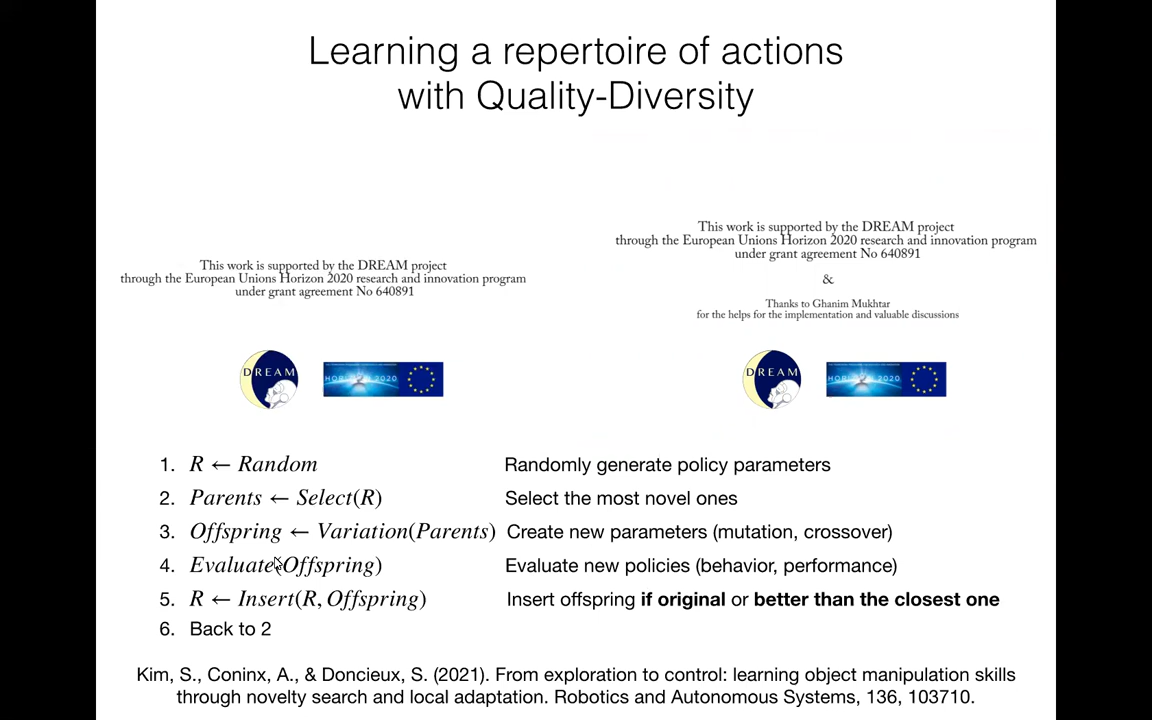 Learning a repertoire of actions
with Quality-Diversity
This work is supported by the DREAM project
through the European Unions Horizon 2020 research and innovation program
under grant agreement No 640891
This work is supported by the DREAM project
through the European Unions Horizon 2020 research and innovation program
under grant agreement No 640891
&
Thanks to Ghanim Mukhtar
for the helps for the implementation and valuable discussions
DREAM
HORIZON 2020
DREAM
HORIZON 2020
1. R ← Random Randomly generate policy parameters
2. Parents ← Select(R) Select the most novel ones
3. Offspring ← Variation(Parents) Create new parameters (mutation, crossover)
4. Evaluate(Offspring) Evaluate new policies (behavior, performance)
5. R ← Insert(R, Offspring) Insert offspring if original or better than the closest one
6. Back to 2
Kim, S., Coninx, A., & Doncieux, S. (2021). From exploration to control: learning object manipulation skills
through novelty search and local adaptation. Robotics and Autonomous Systems, 136, 103710.